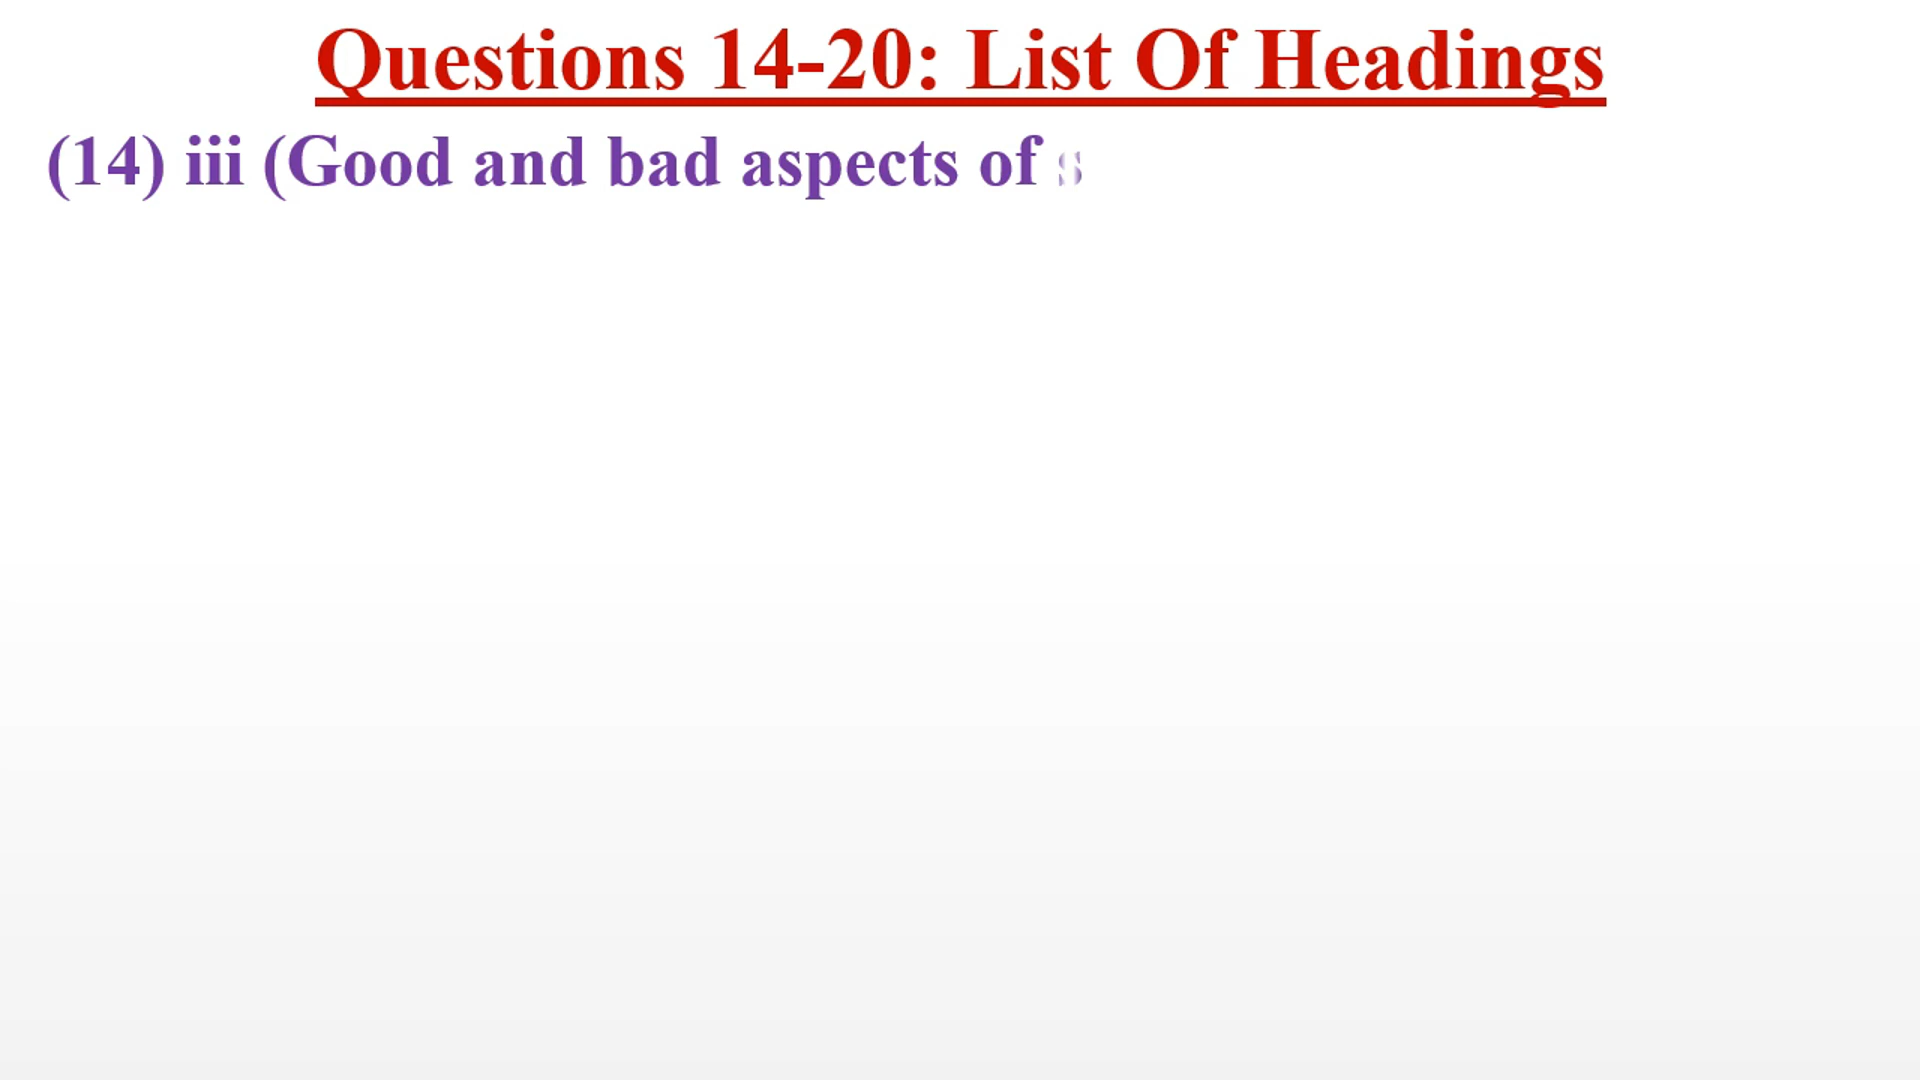 Questions 14-20: List Of Headings
(14) iii (Good and bad aspects of